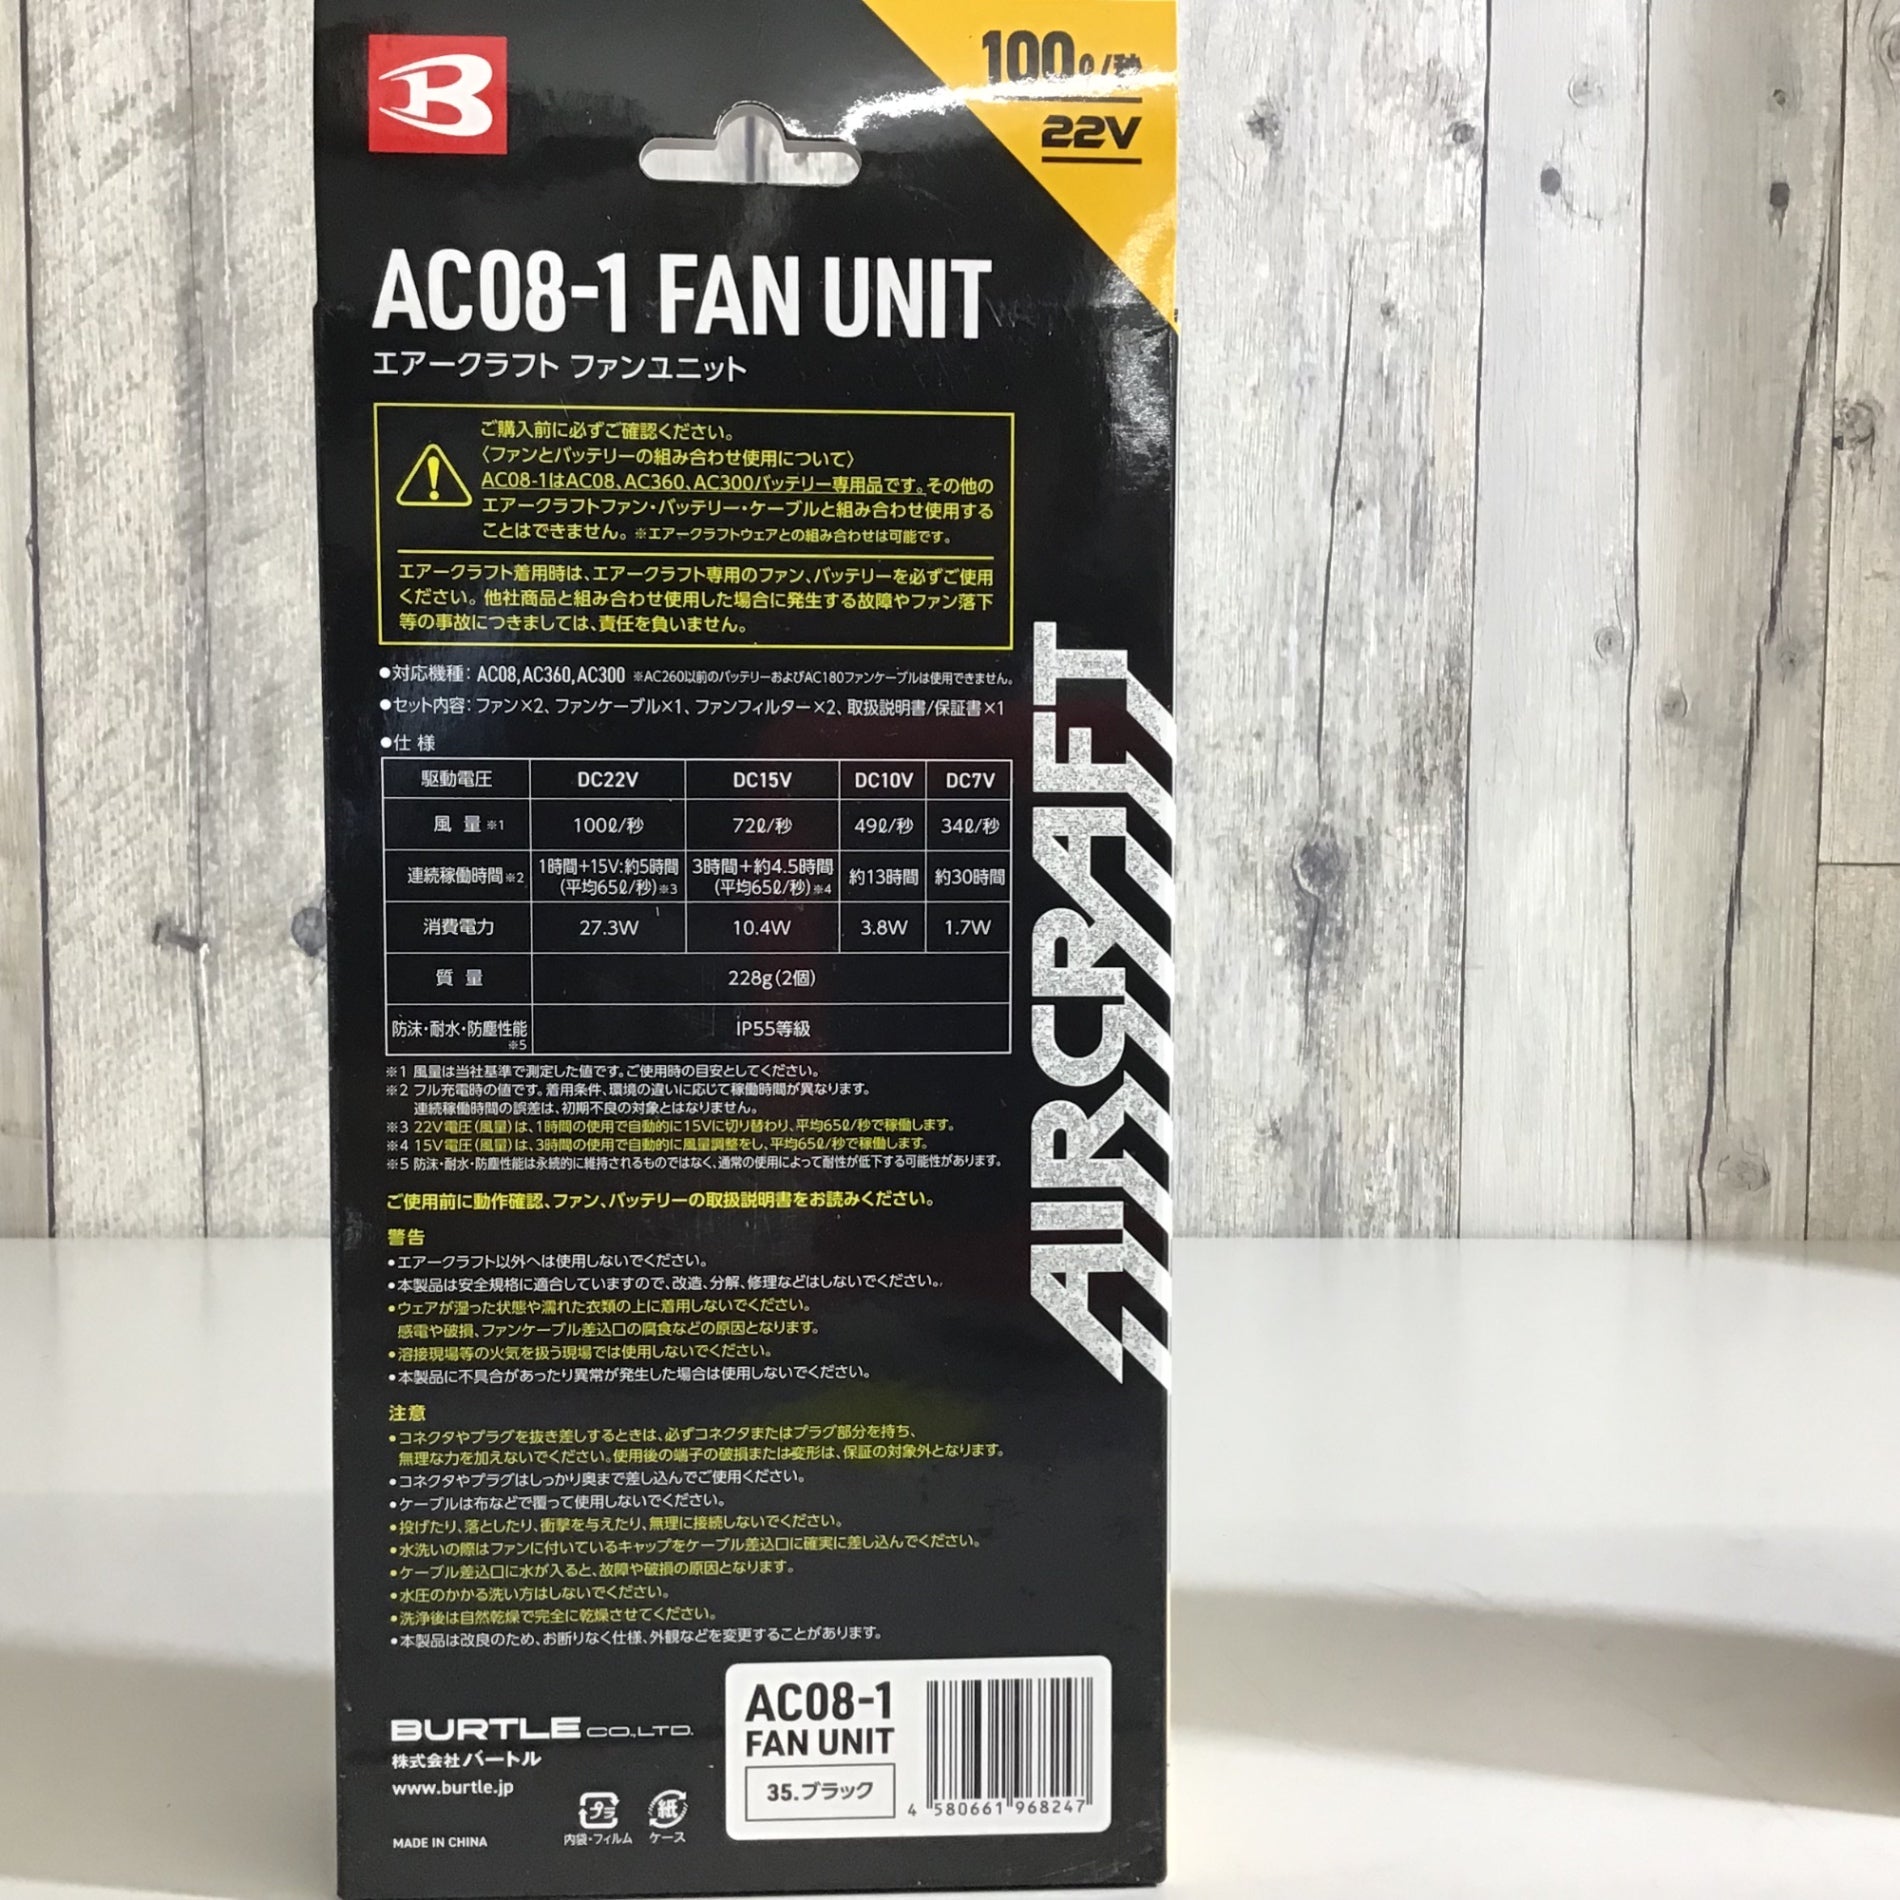 B
100ℓ/秒
22V
AC08-1 FAN UNIT
エアークラフト ファンユニット
ご購入前に必ずご確認ください。
〈ファンとバッテリーの組み合わせ使用について〉
AC08-1はAC08、AC360、AC300バッテリー専用品です。その他の
エアークラフトファン・バッテリー・ケーブルと組み合わせ使用する
ことはできません。※エアークラフトウェアとの組み合わせは可能です。
エアークラフト着用時は、エアークラフト専用のファン、バッテリーを必ずご使用
ください。他社商品と組み合わせ使用した場合に発生する故障やファン落下
等の事故につきましては、責任を負いません。
●対応機種：AC08,AC360,AC300 ※AC260以前のバッテリーおよびAC180ファンケーブルは使用できません。
●セット内容：ファン×2、ファンケーブル×1、ファンフィルター×2、取扱説明書/保証書×1
●仕 様
駆動電圧 DC22V DC15V DC10V DC7V
風 量※1 100ℓ/秒 72ℓ/秒 49ℓ/秒 34ℓ/秒
連続稼働時間※2 1時間+15V:約5時間(平均65ℓ/秒)※3 3時間+約4.5時間(平均65ℓ/秒)※4 約13時間 約30時間
消費電力 27.3W 10.4W 3.8W 1.7W
質 量 228g(2個)
防沫・耐水・防塵性能※5 IP55等級
※1 風量は当社基準で測定した値です。ご使用時の目安としてください。
※2 フル充電時の値です。着用条件、環境の違いに応じて稼働時間が異なります。
連続稼働時間の誤差は、初期不良の対象とはなりません。
※3 22V電圧(風量)は、1時間の使用で自動的に15Vに切り替わり、平均65ℓ/秒で稼働します。
※4 15V電圧(風量)は、3時間の使用で自動的に風量調整をし、平均65ℓ/秒で稼働します。
※5 防沫・耐水・防塵性能は永続的に維持されるものではなく、通常の使用によって耐性が低下する可能性があります。
ご使用前に動作確認、ファン、バッテリーの取扱説明書をお読みください。
警告
●エアークラフト以外へは使用しないでください。
●本製品は安全規格に適合していますので、改造、分解、修理などはしないでください。
●ウェアが湿った状態や濡れた衣類の上に着用しないでください。
感電や破損、ファンケーブル差込口の腐食などの原因となります。
●溶接現場等の火気を扱う現場では使用しないでください。
●本製品に不具合があったり異常が発生した場合は使用しないでください。
注意
●コネクタやプラグを抜き差しするときは、必ずコネクタまたはプラグ部分を持ち、
無理な力を加えないでください。使用後の端子の破損または変形は、保証の対象外となります。
●コネクタやプラグはしっかり奥まで差し込んでご使用ください。
●ケーブルは布などで覆って使用しないでください。
●投げたり、落としたり、衝撃を与えたり、無理に接続しないでください。
●水洗いの際はファンに付いているキャップをケーブル差込口に確実に差し込んでください。
●ケーブル差込口に水が入ると、故障や破損の原因となります。
●水圧のかかる洗い方はしないでください。
●洗浄後は自然乾燥で完全に乾燥させてください。
●本製品は改良のため、お断りなく仕様、外観などを変更することがあります。
AIRCRAFT
BURTLE CO.,LTD.
株式会社バートル
www.burtle.jp
MADE IN CHINA
プラ
内袋・フィルム
紙
ケース
AC08-1
FAN UNIT
35.ブラック
4 580661 968247